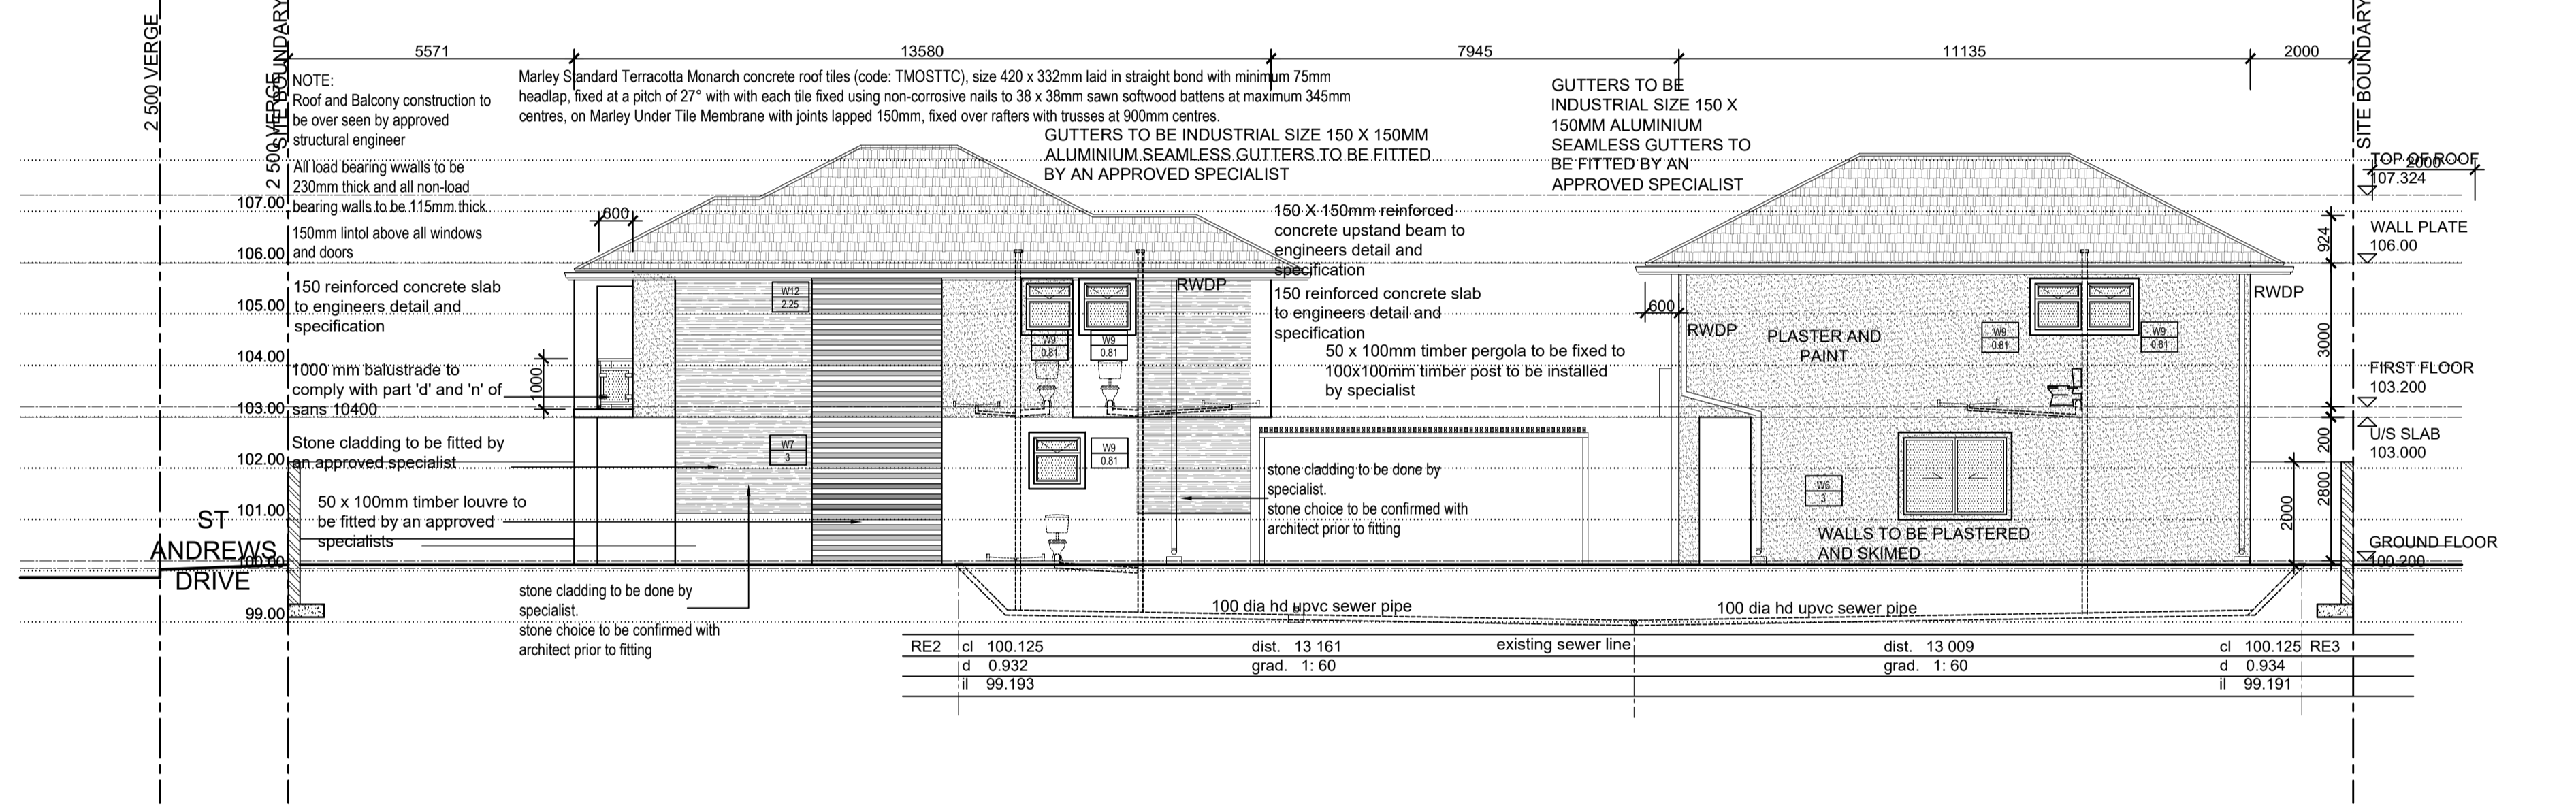 2 500 VERGE
2 500 VERGE
SITE BOUNDARY
5571
13580
7945
11135
2000
SITE BOUNDARY
NOTE:
Roof and Balcony construction to
be over seen by approved
structural engineer
All load bearing wwalls to be
230mm thick and all non-load
bearing walls to be 115mm thick
150mm lintol above all windows
and doors
150 reinforced concrete slab
to engineers detail and
specification
1000 mm balustrade to
comply with part 'd' and 'n' of
sans 10400
Stone cladding to be fitted by
an approved specialist
50 x 100mm timber louvre to
be fitted by an approved
specialists
Marley Standard Terracotta Monarch concrete roof tiles (code: TMOSTTC), size 420 x 332mm laid in straight bond with minimum 75mm
headlap, fixed at a pitch of 27° with with each tile fixed using non-corrosive nails to 38 x 38mm sawn softwood battens at maximum 345mm
centres, on Marley Under Tile Membrane with joints lapped 150mm, fixed over rafters with trusses at 900mm centres.
GUTTERS TO BE INDUSTRIAL SIZE 150 X 150MM
ALUMINIUM SEAMLESS GUTTERS TO BE FITTED
BY AN APPROVED SPECIALIST
GUTTERS TO BE
INDUSTRIAL SIZE 150 X
150MM ALUMINIUM
SEAMLESS GUTTERS TO
BE FITTED BY AN
APPROVED SPECIALIST
107.00
106.00
105.00
104.00
103.00
102.00
101.00
100.00
99.00
600
1000
ST
ANDREWS
DRIVE
W12
2.25
W7
3
W9
0.81
W9
0.81
W9
0.81
RWDP
150 X 150mm reinforced
concrete upstand beam to
engineers detail and
specification
150 reinforced concrete slab
to engineers detail and
specification
50 x 100mm timber pergola to be fixed to
100x100mm timber post to be installed
by specialist
stone cladding to be done by
specialist.
stone choice to be confirmed with
architect prior to fitting
stone cladding to be done by
specialist.
stone choice to be confirmed with
architect prior to fitting
600
RWDP
PLASTER AND
PAINT
W9
0.81
W9
0.81
RWDP
W6
3
WALLS TO BE PLASTERED
AND SKIMED
TOP OF ROOF
2000
107.324
WALL PLATE
106.00
924
3000
FIRST FLOOR
103.200
200
U/S SLAB
103.000
2800
2000
GROUND FLOOR
100.200
100 dia hd upvc sewer pipe
100 dia hd upvc sewer pipe
RE2 cl 100.125 dist. 13 161 existing sewer line dist. 13 009 cl 100.125 RE3
d 0.932 grad. 1: 60 grad. 1: 60 d 0.934
il 99.193 il 99.191